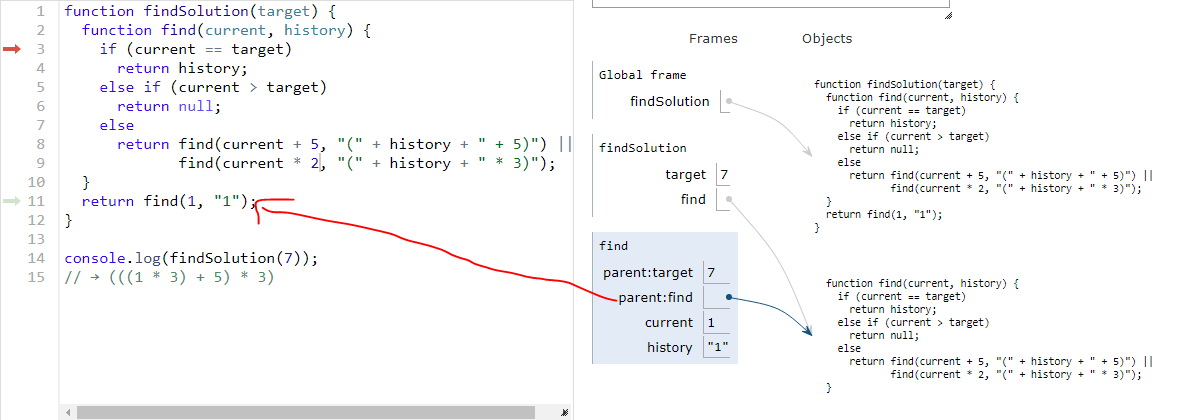 1 function findSolution(target) {
2   function find(current, history) {
3     if (current == target)
4       return history;
5     else if (current > target)
6       return null;
7     else
8       return find(current + 5, "(" + history + " + 5)") ||
9              find(current * 2, "(" + history + " * 3)");
10   }
11   return find(1, "1");
12 }
13
14 console.log(findSolution(7));
15 // → (((1 * 3) + 5) * 3)
Frames Objects
Global frame
findSolution
findSolution
target 7
find
find
parent:target 7
parent:find
current 1
history "1"
function findSolution(target) {
  function find(current, history) {
    if (current == target)
      return history;
    else if (current > target)
      return null;
    else
      return find(current + 5, "(" + history + " + 5)") ||
             find(current * 2, "(" + history + " * 3)");
  }
  return find(1, "1");
}
function find(current, history) {
    if (current == target)
      return history;
    else if (current > target)
      return null;
    else
      return find(current + 5, "(" + history + " + 5)") ||
             find(current * 2, "(" + history + " * 3)");
  }